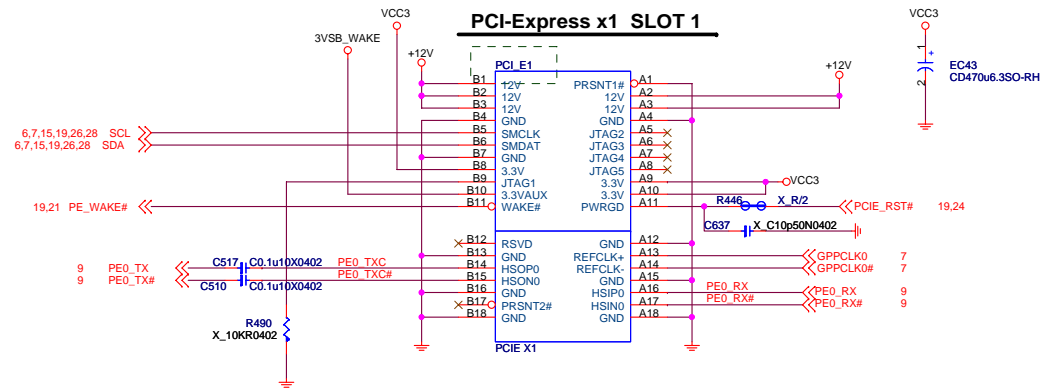 PCI-Express x1 SLOT 1
VCC3
3VSB_WAKE
+12V
PCI_E1
B1 12V PRSNT1# A1
B2 12V 12V A2
B3 12V 12V A3
B4 GND GND A4
6,7,15,19,26,28 SCL B5 SMCLK JTAG2 A5
6,7,15,19,26,28 SDA B6 SMDAT JTAG3 A6
B7 GND JTAG4 A7
B8 3.3V JTAG5 A8
B9 JTAG1 3.3V A9 VCC3
B10 3.3VAUX 3.3V A10
19,21 PE_WAKE# B11 WAKE# PWRGD A11 R446 X_R/2 PCIE_RST# 19,24
C637 X_C10p50N0402
B12 RSVD GND A12
B13 GND REFCLK+ A13 GPPCLK0 7
9 PE0_TX C517 C0.1u10X0402 PE0_TXC B14 HSOP0 REFCLK- A14 GPPCLK0# 7
9 PE0_TX# C510 C0.1u10X0402 PE0_TXC# B15 HSON0 GND A15
B16 GND HSIP0 A16 PE0_RX PE0_RX 9
B17 PRSNT2# HSIN0 A17 PE0_RX# PE0_RX# 9
B18 GND GND A18
R490
X_10KR0402
PCIE X1
+12V
VCC3
1
+
2
EC43
CD470u6.3SO-RH